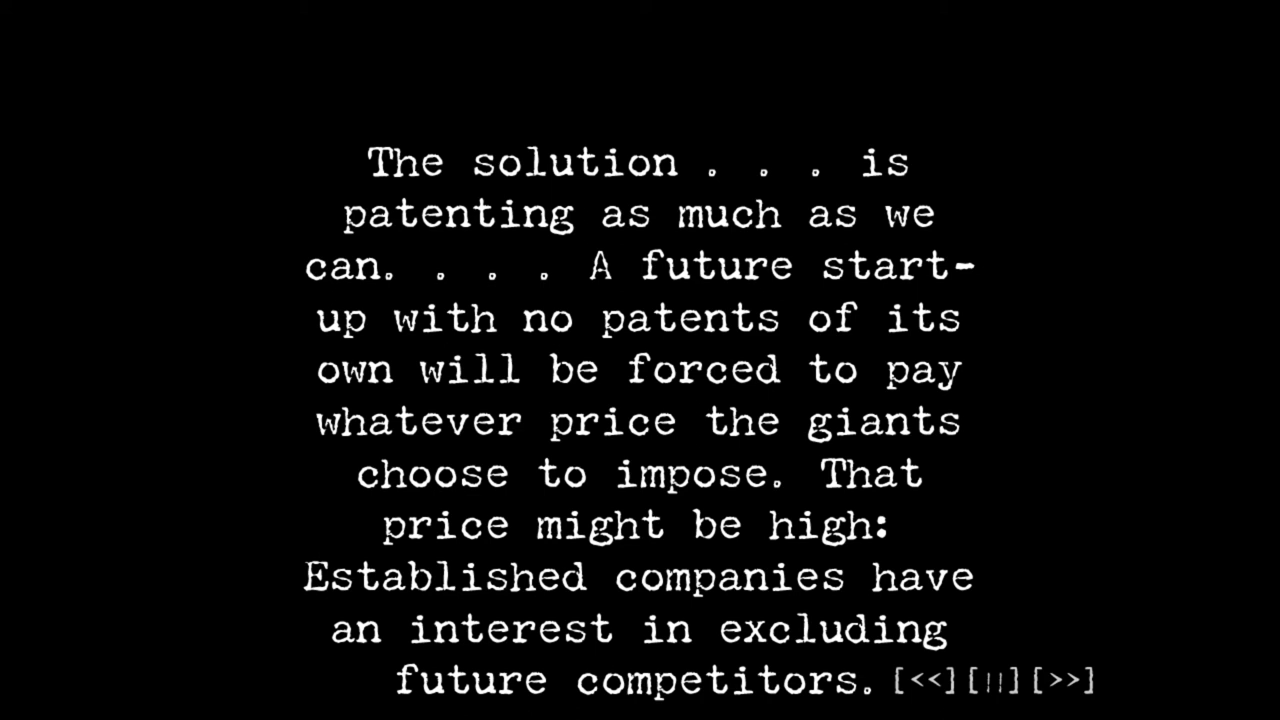 The solution . . . is
patenting as much as we
can. . . . A future start-
up with no patents of its
own will be forced to pay
whatever price the giants
choose to impose. That
price might be high:
Established companies have
an interest in excluding
future competitors.
[<<][||][>>]